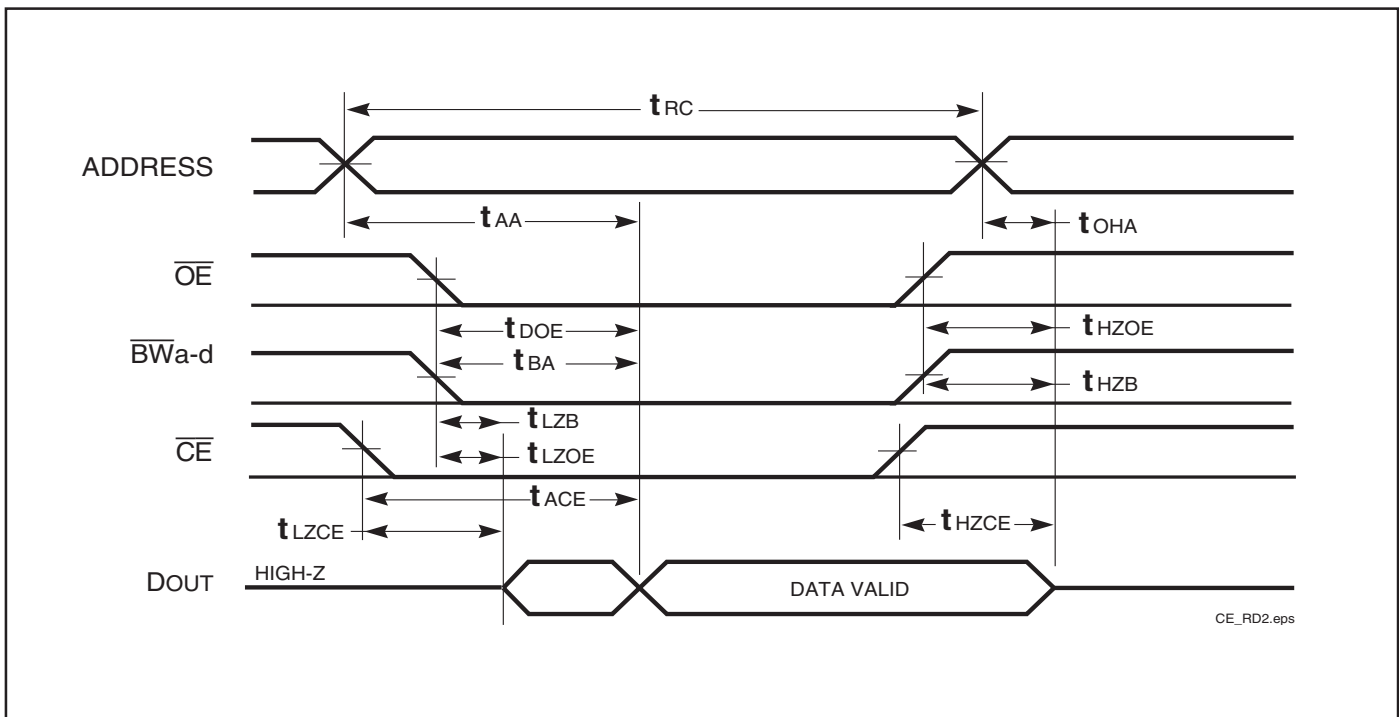 tRC
ADDRESS
tAA
tOHA
OE
tDOE
tHZOE
BWa-d
tBA
tHZB
tLZB
CE
tLZOE
tACE
tLZCE
tHZCE
DOUT
HIGH-Z
DATA VALID
CE_RD2.eps